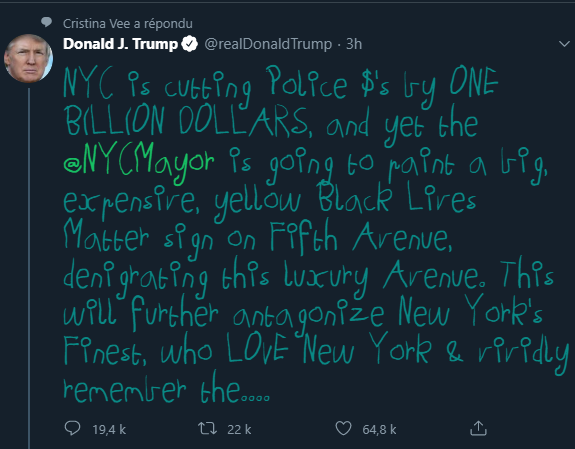 Cristina Vee a répondu
Donald J. Trump @realDonaldTrump · 3h
NYC is cutting Police $'s by ONE
BILLION DOLLARS, and yet the
@NYCMayor is going to paint a big,
expensive, yellow Black Lives
Matter sign on Fifth Avenue,
denigrating this luxury Avenue. This
will further antagonize New York's
Finest, who LOVE New York & vividly
remember the....
19,4 k 22 k 64,8 k